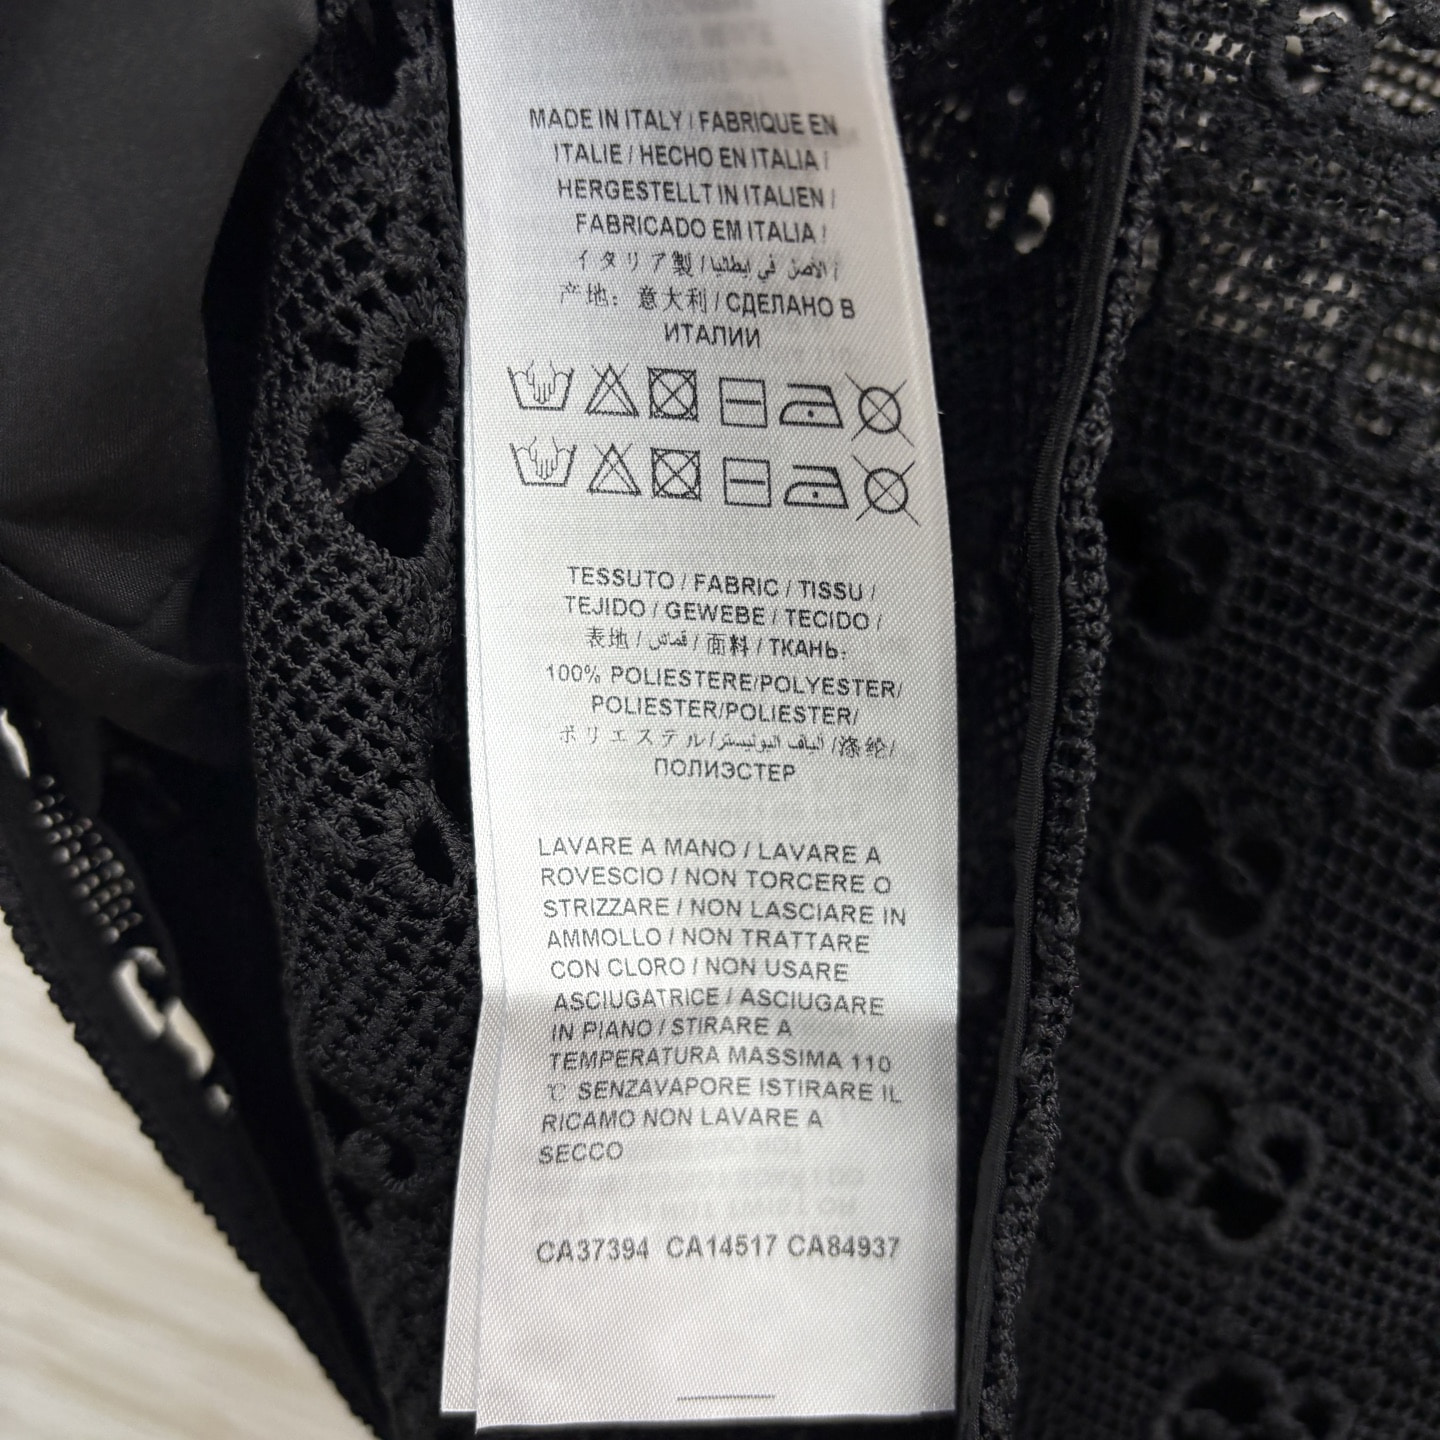 MADE IN ITALY / FABRIQUE EN
ITALIE / HECHO EN ITALIA /
HERGESTELLT IN ITALIEN /
FABRICADO EM ITALIA /
イタリア製 / الأصل في إيطاليا /
产地：意大利 / СДЕЛАНО В
ИТАЛИИ
TESSUTO / FABRIC / TISSU /
TEJIDO / GEWEBE / TECIDO /
表地 / قماش / 面料 / ТКАНЬ:
100% POLIESTERE/POLYESTER/
POLIESTER/POLIESTER/
ポリエステル/الياف البوليستر/涤纶/
ПОЛИЭСТЕР
LAVARE A MANO / LAVARE A
ROVESCIO / NON TORCERE O
STRIZZARE / NON LASCIARE IN
AMMOLLO / NON TRATTARE
CON CLORO / NON USARE
ASCIUGATRICE / ASCIUGARE
IN PIANO / STIRARE A
TEMPERATURA MASSIMA 110
℃ SENZAVAPORE ISTIRARE IL
RICAMO NON LAVARE A
SECCO
CA37394 CA14517 CA84937